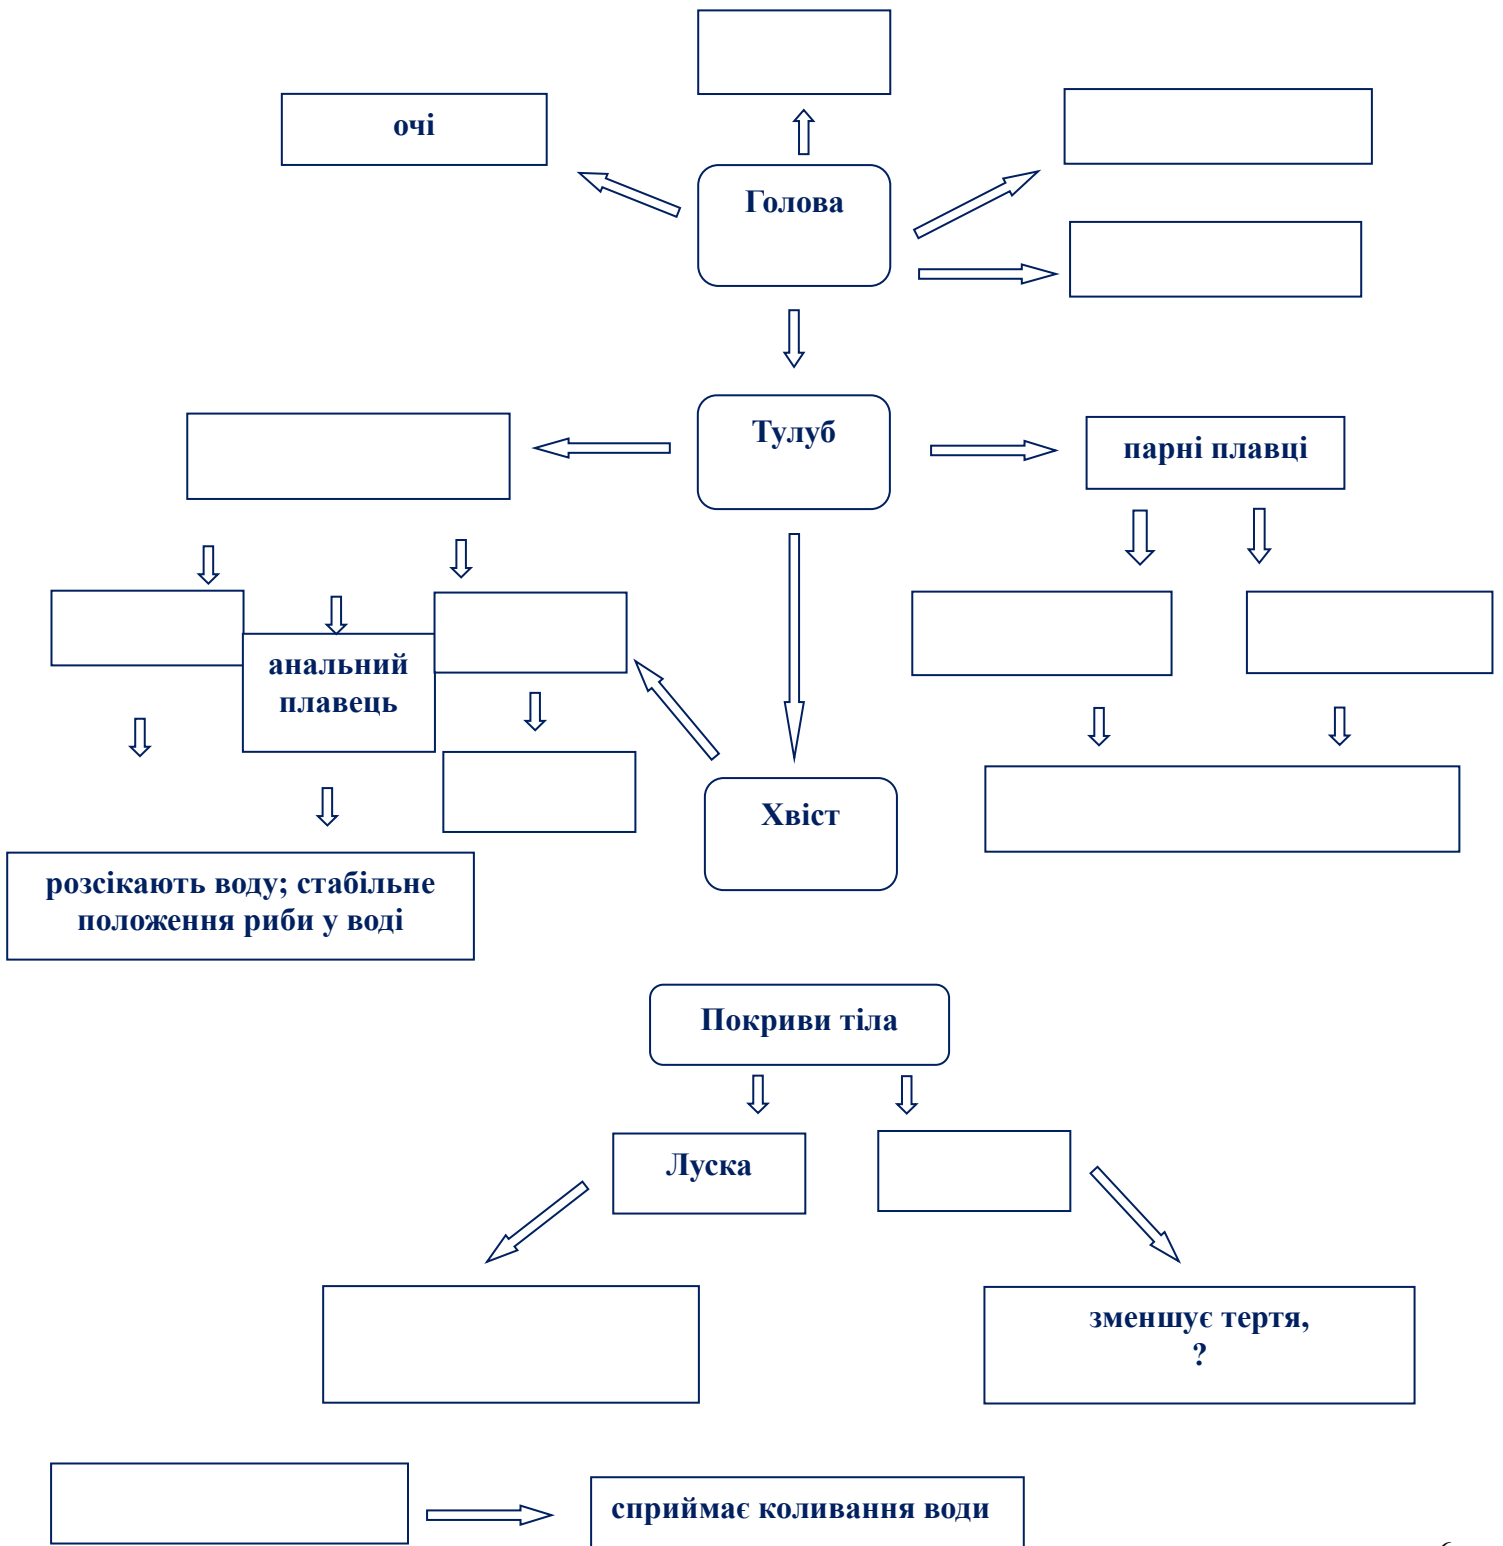 очі
Голова
Тулуб
парні плавці
анальний
плавець
Хвіст
розсікають воду; стабільне
положення риби у воді
Покриви тіла
Луска
зменшує тертя,
?
сприймає коливання води